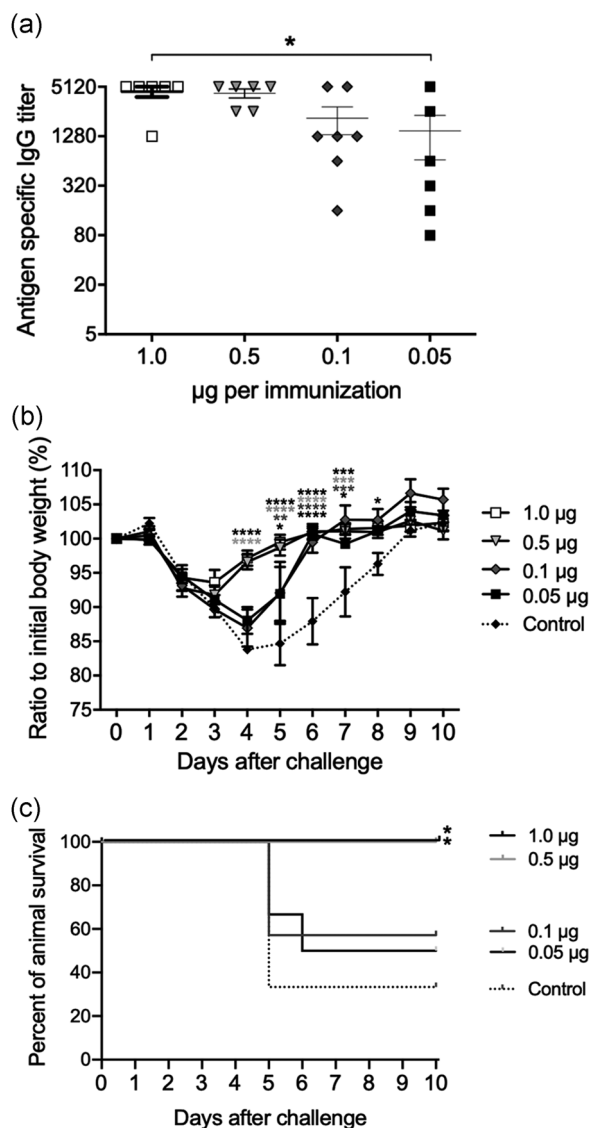 (a)
*
Antigen specific IgG titer
5120
1280
320
80
20
5
1.0 0.5 0.1 0.05
µg per immunization
(b)
Ratio to initial body weight (%)
110
105
100
95
90
85
80
75
**** **** **** ***
**** **** **** ***
** **** ***
* **** * *
0 1 2 3 4 5 6 7 8 9 10
Days after challenge
1.0 µg
0.5 µg
0.1 µg
0.05 µg
Control
(c)
Percent of animal survival
100
80
60
40
20
0
*
*
0 1 2 3 4 5 6 7 8 9 10
Days after challenge
1.0 µg
0.5 µg
0.1 µg
0.05 µg
Control